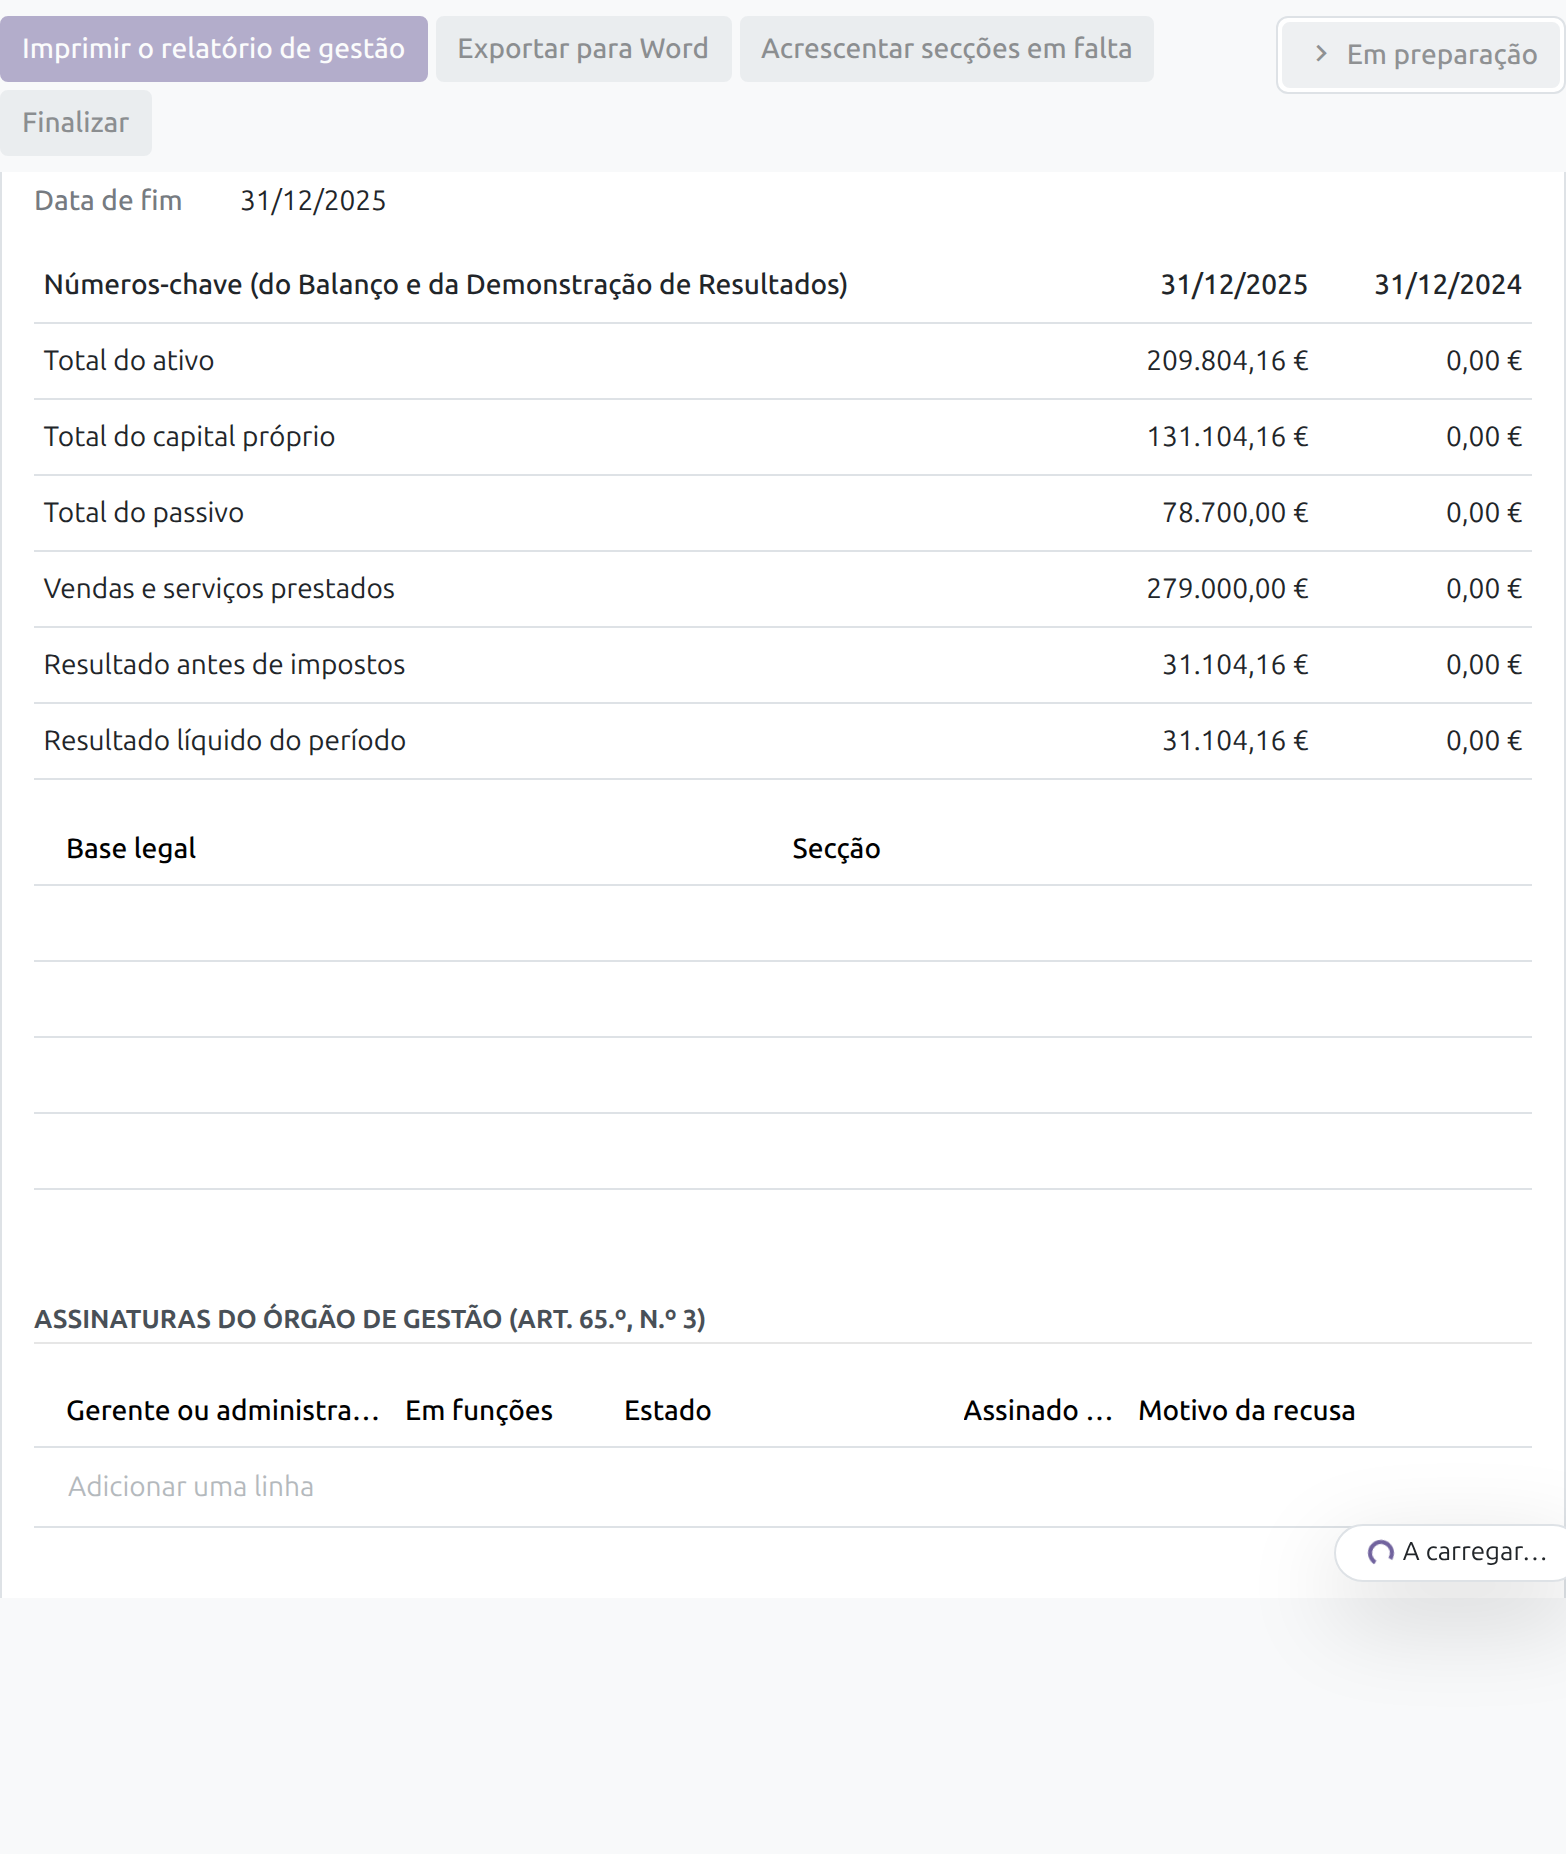 Imprimir o relatório de gestão Exportar para Word Acrescentar secções em falta > Em preparação
Finalizar
Data de fim 31/12/2025
Números-chave (do Balanço e da Demonstração de Resultados) 31/12/2025 31/12/2024
Total do ativo 209.804,16 € 0,00 €
Total do capital próprio 131.104,16 € 0,00 €
Total do passivo 78.700,00 € 0,00 €
Vendas e serviços prestados 279.000,00 € 0,00 €
Resultado antes de impostos 31.104,16 € 0,00 €
Resultado líquido do período 31.104,16 € 0,00 €
Base legal Secção
ASSINATURAS DO ÓRGÃO DE GESTÃO (ART. 65.º, N.º 3)
Gerente ou administra... Em funções Estado Assinado ... Motivo da recusa
Adicionar uma linha
A carregar...